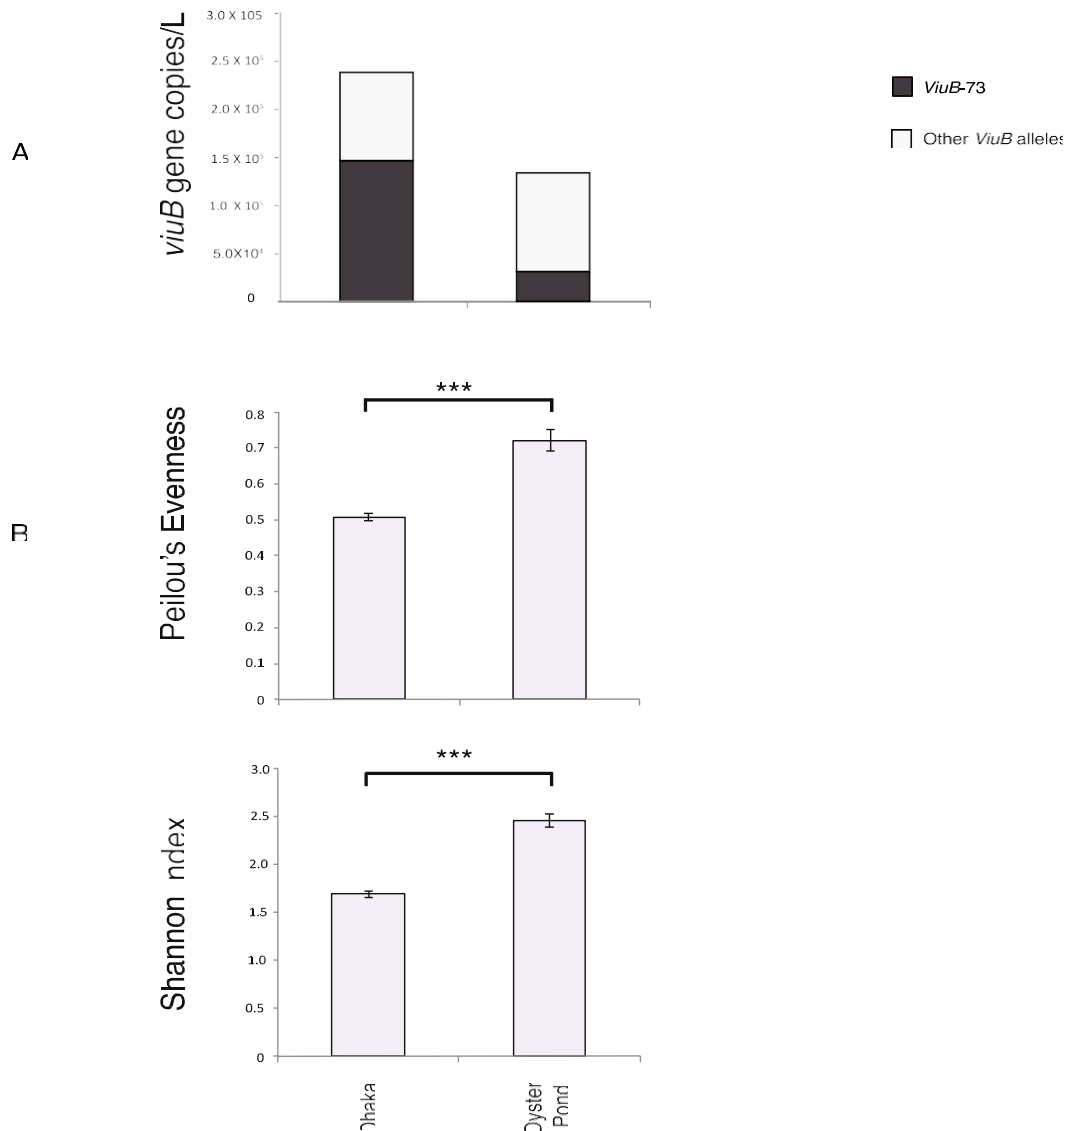 A
viuB gene copies/L
3.0 X 105
2.5 X 10⁵
2.0 X 10⁵
1.5 X 10⁵
1.0 X 10⁵
5.0X10⁴
0
ViuB-73
Other ViuB alleles
B
Peilou's Evenness
***
0.8
0.7
0.6
0.5
0.4
0.3
0.2
0.1
0
Shannon ndex
***
3.0
2.5
2.0
1.5
1.0
0.5
0
Dhaka
Oyster
Pond